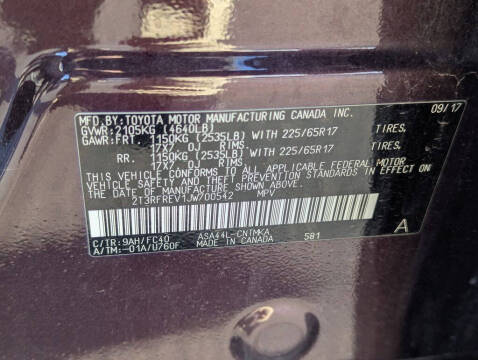 MFD. BY: TOYOTA MOTOR MANUFACTURING CANADA INC. 09/17
GVWR: 2105KG (4640LB)
GAWR: FRT. 1150KG (2535LB) WITH 225/65R17 TIRES,
17X7 OJ RIMS,
RR. 1150KG (2535LB) WITH 225/65R17 TIRES,
17X7 OJ RIMS,
THIS VEHICLE CONFORMS TO ALL APPLICABLE FEDERAL MOTOR
VEHICLE SAFETY AND THEFT PREVENTION STANDARDS IN EFFECT ON
THE DATE OF MANUFACTURE SHOWN ABOVE.
2T3RFREV1JW700542 MPV
C/TR: 9AH/FC40 ASA44L-CNTMKA
A/TM: -01A/U760F MADE IN CANADA 581 A